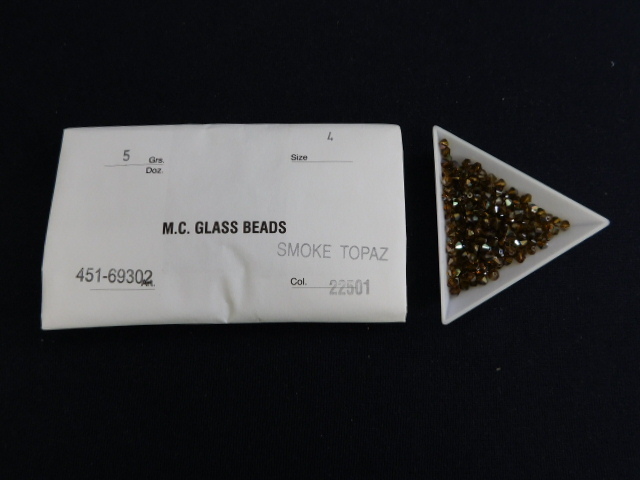 5 Grs. Size 4
Doz.
M.C. GLASS BEADS
SMOKE TOPAZ
451-69302 Art. Col. 22501